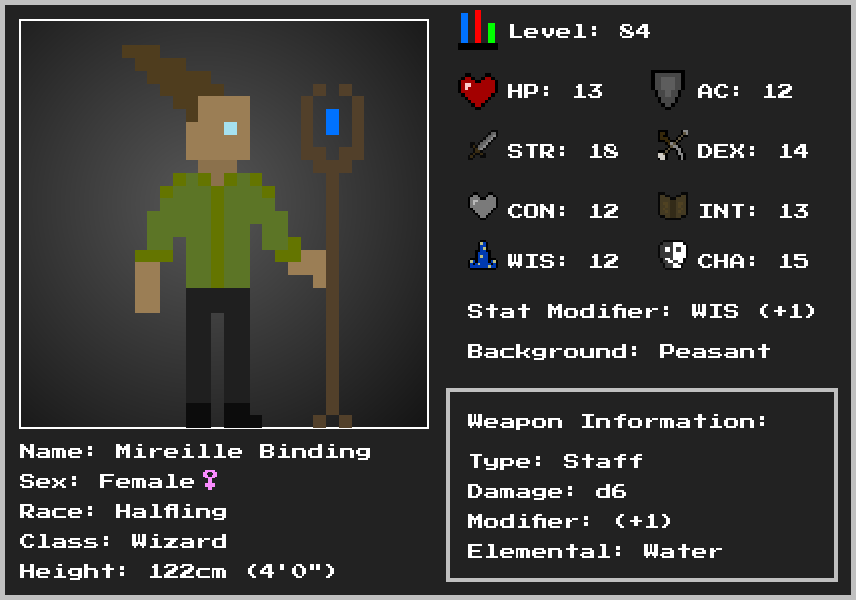 Level: 84
HP: 13 AC: 12
STR: 18 DEX: 14
CON: 12 INT: 13
WIS: 12 CHA: 15
Stat Modifier: WIS (+1)
Background: Peasant
Weapon Information:
Type: Staff
Damage: d6
Modifier: (+1)
Elemental: Water
Name: Mireille Binding
Sex: Female♀
Race: Halfling
Class: Wizard
Height: 122cm (4'0")